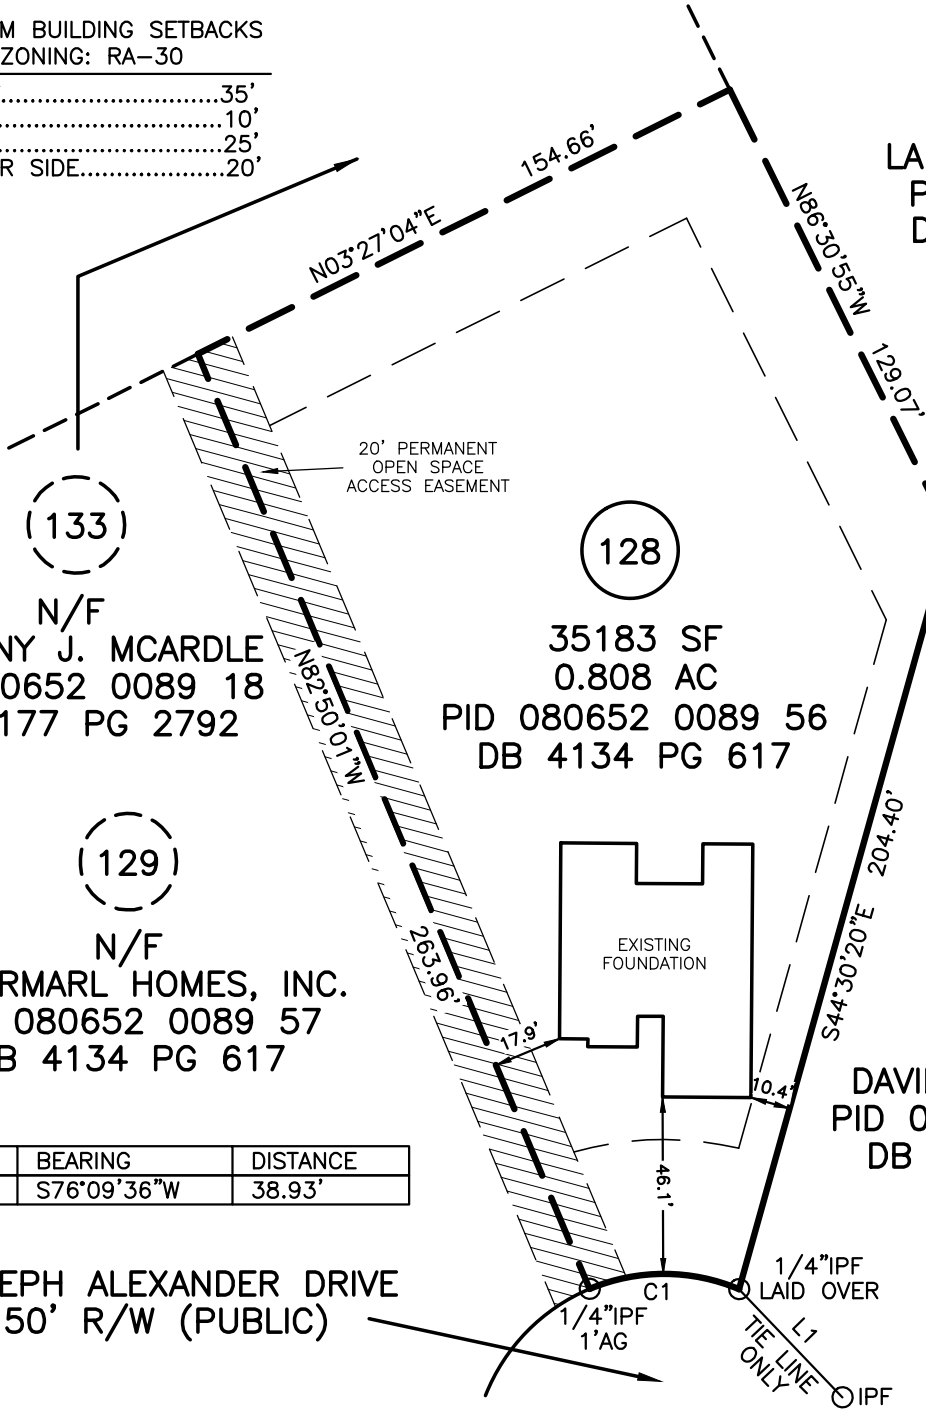 M BUILDING SETBACKS
ZONING: RA-30
35'
10'
25'
R SIDE....................20'
154.66'
N03°27'04"E
N86°30'55"W
129.07'
LA
P
D
20' PERMANENT
OPEN SPACE
ACCESS EASEMENT
133
N/F
NY J. MCARDLE
0652 0089 18
177 PG 2792
128
35183 SF
0.808 AC
PID 080652 0089 56
DB 4134 PG 617
N82°50'01"W
263.96'
129
N/F
RMARL HOMES, INC.
080652 0089 57
B 4134 PG 617
EXISTING
FOUNDATION
204.40'
S44°30'20"E
17.9'
10.4'
46.1'
DAVI
PID 0
DB
BEARING DISTANCE
S76°09'36"W 38.93'
EPH ALEXANDER DRIVE
50' R/W (PUBLIC)
C1
1/4"IPF
1'AG
1/4"IPF
LAID OVER
L1
TIE LINE
ONLY
IPF